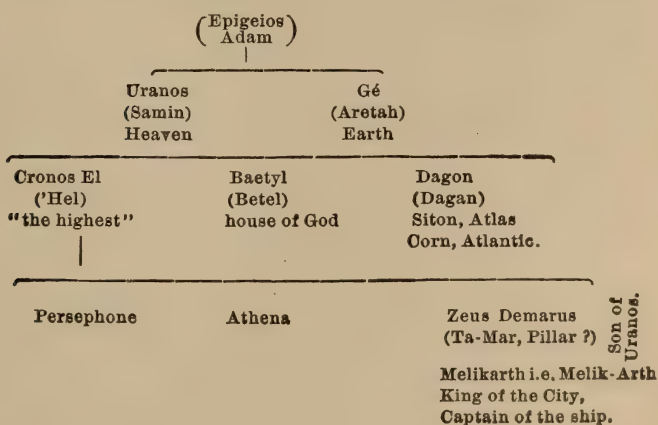 (Epigeios
Adam)
Uranos Gé
(Samin) (Aretah)
Heaven Earth
Cronos El Baetyl Dagon
('Hel) (Betel) (Dagan)
"the highest" house of God Siton, Atlas
Corn, Atlantic.
Persephone Athena Zeus Demarus
(Ta-Mar, Pillar ?)
Son of
Uranos.
Melikarth i.e. Melik-Arth
King of the City,
Captain of the ship.